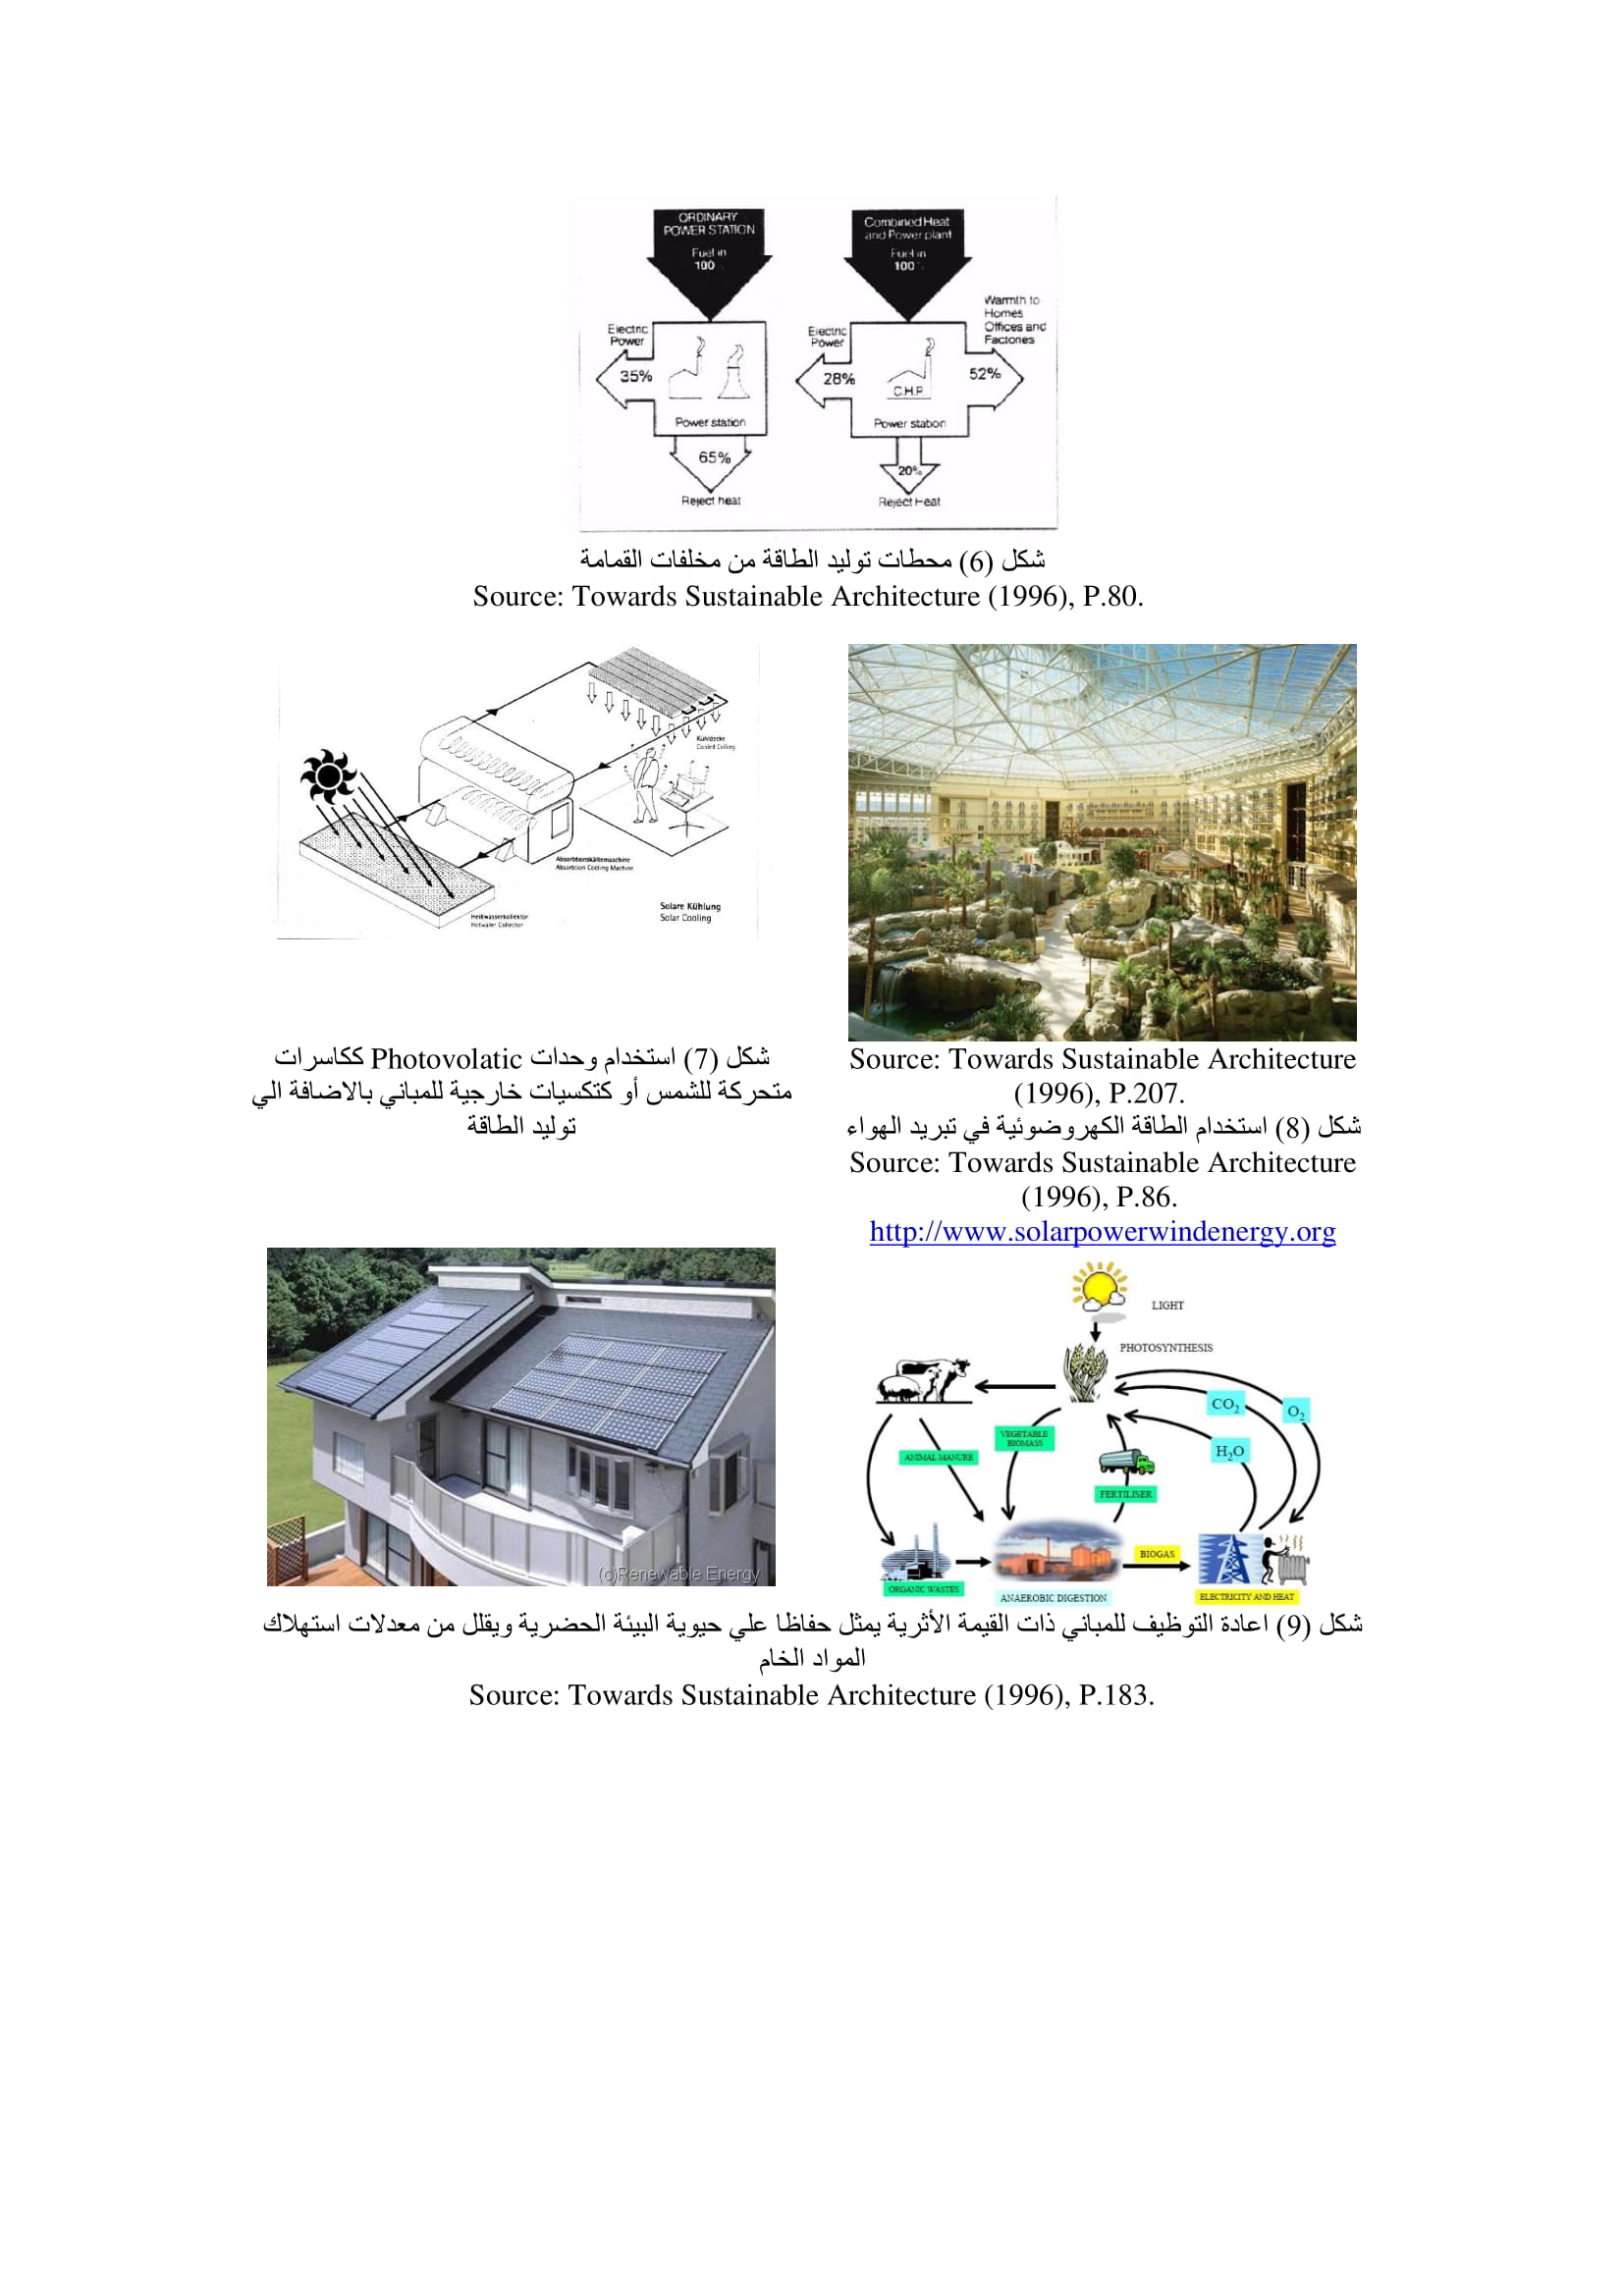 ORDINARY
POWER STATION
Fuel in
100
Electric
Power
35%
Power station
65%
Reject heat
Combined Heat
and Power plant
Fuel in
100
Electric
Power
28%
C.H.P
Warmth to
Homes
Offices and
Factories
52%
Power station
20%
Reject Heat
شكل (6) محطات توليد الطاقة من مخلفات القمامة
Source: Towards Sustainable Architecture (1996), P.80.
Kühldecke
Cooled Ceiling
Absorbtionskältemaschine
Absorbtion Cooling Machine
Heißwasserkollektor
Hotwater Collector
Solare Kühlung
Solar Cooling
شكل (7) استخدام وحدات Photovolatic ككاسرات
متحركة للشمس أو كتكسيات خارجية للمباني بالاضافة الي
توليد الطاقة
Source: Towards Sustainable Architecture
(1996), P.207.
شكل (8) استخدام الطاقة الكهروضوئية في تبريد الهواء
Source: Towards Sustainable Architecture
(1996), P.86.
http://www.solarpowerwindenergy.org
(c)Renewable Energy
LIGHT
PHOTOSYNTHESIS
CO2
O2
H2O
VEGETABLE
BIOMASS
ANIMAL MANURE
FERTILISER
BIOGAS
ORGANIC WASTES
ANAEROBIC DIGESTION
ELECTRICITY AND HEAT
شكل (9) اعادة التوظيف للمباني ذات القيمة الأثرية يمثل حفاظا علي حيوية البيئة الحضرية ويقلل من معدلات استهلاك
المواد الخام
Source: Towards Sustainable Architecture (1996), P.183.